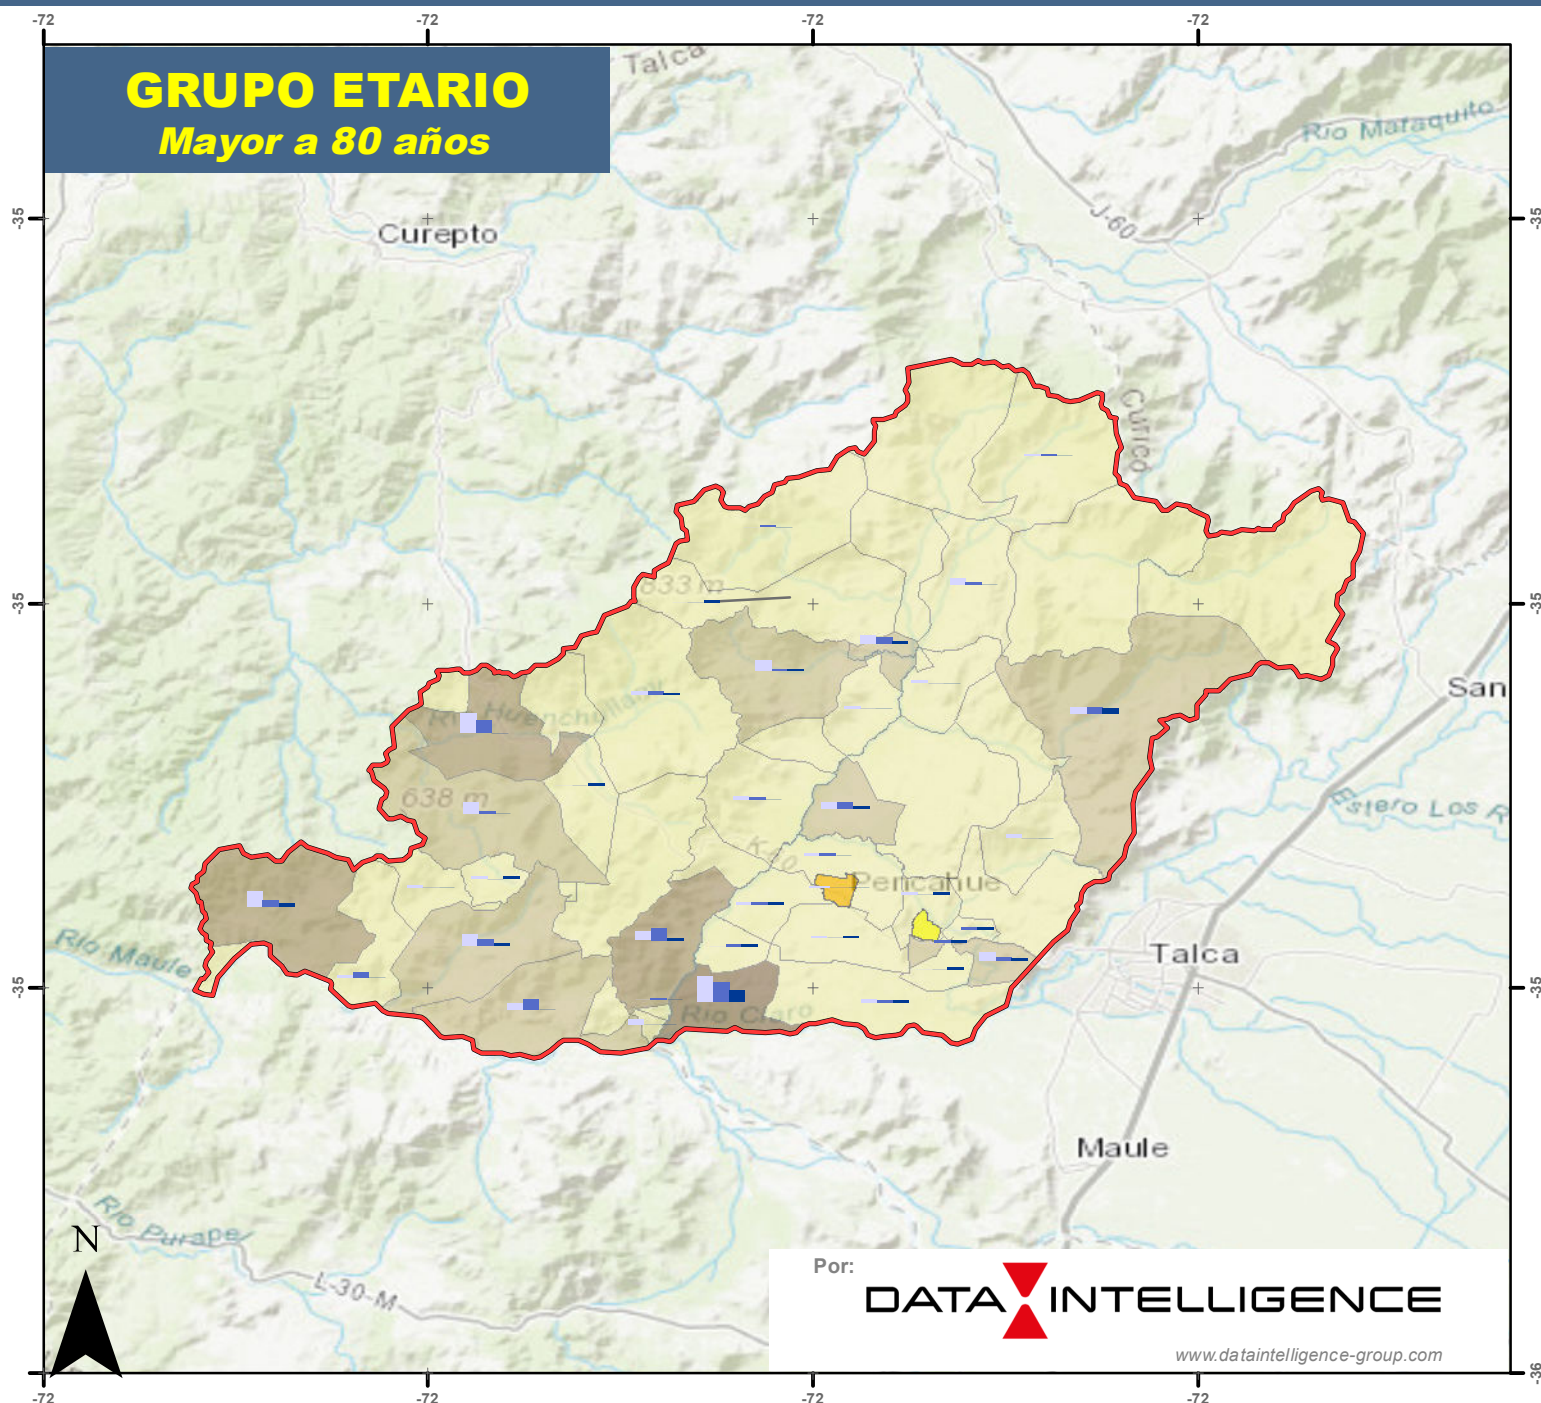 -72 -72 -72 -72
GRUPO ETARIO
Mayor a 80 años
Talca
Río Mataquito
J-60
Curepto
-35 -35
Curicó
633 m
-35 -35
San
Río Huenchullamy
638 m
Estero Los R
K-60
Pencahue
Río Maule
Talca
-35 -35
Río Claro
Maule
Río Purapel
N
L-30-M
Por:
DATA INTELLIGENCE
www.dataintelligence-group.com
-36
-72 -72 -72 -72